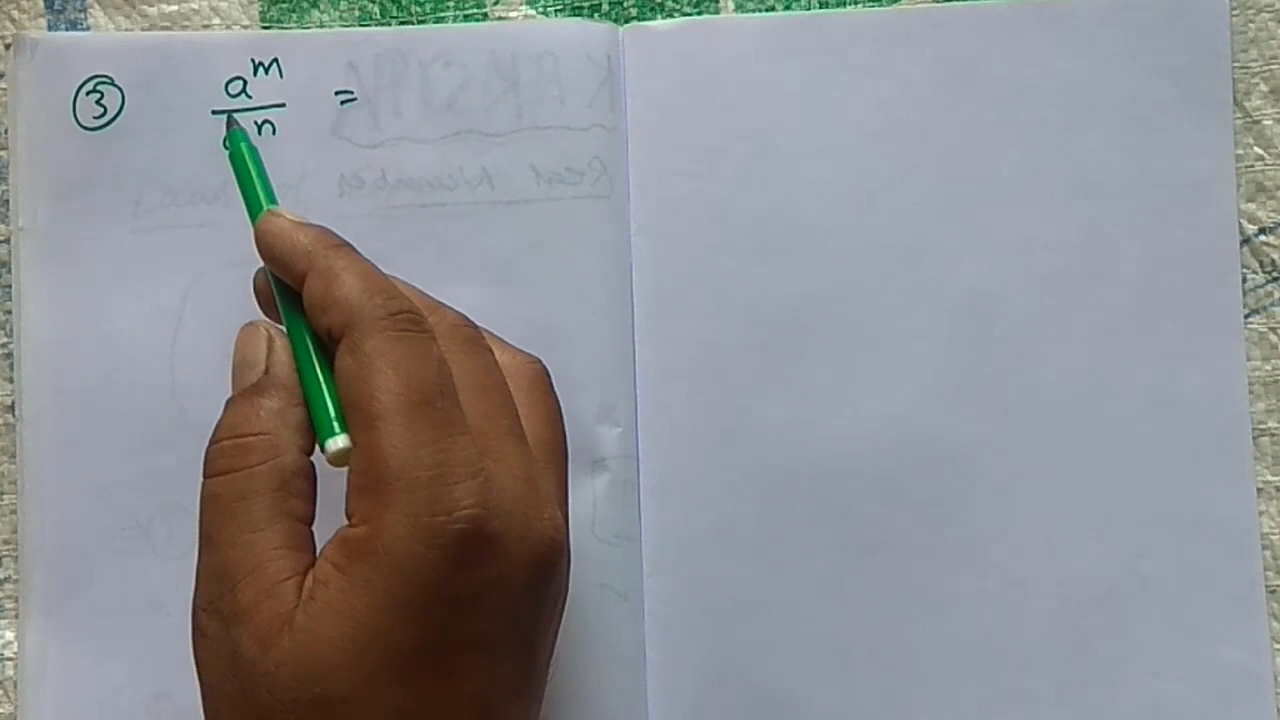 ③ a^m / a^n =